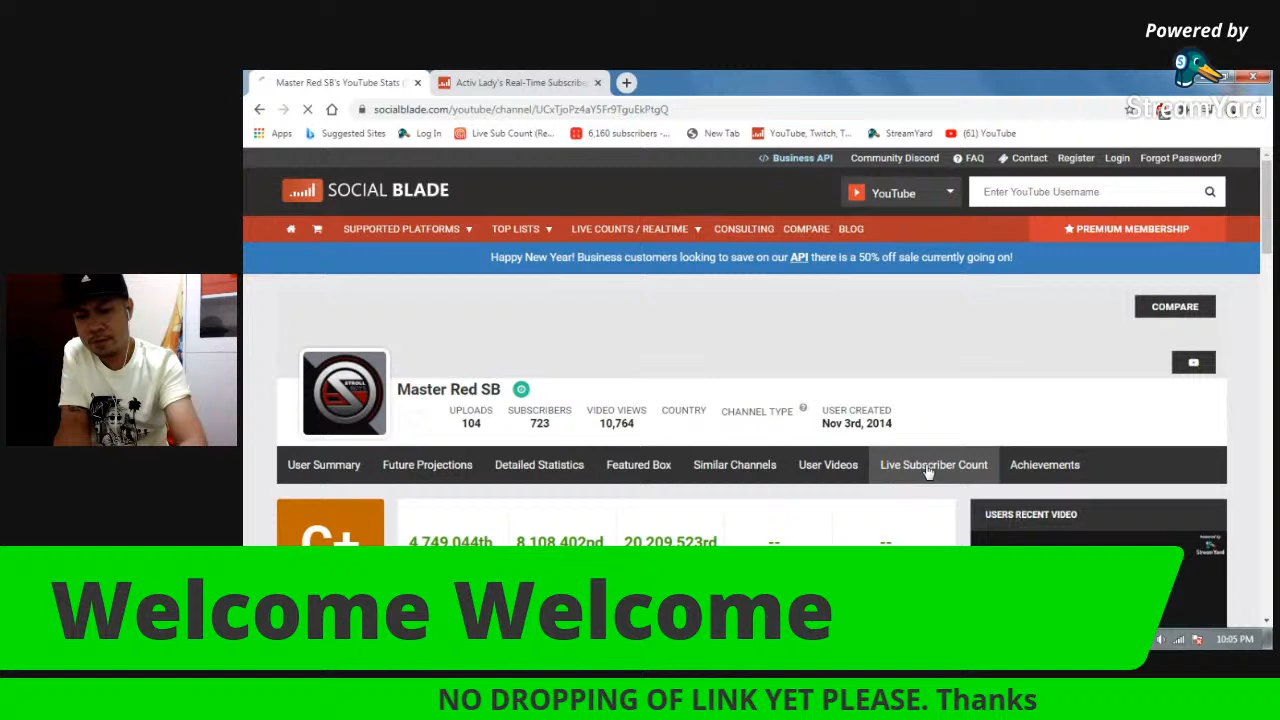 Powered by
StreamYard
Master Red SB's YouTube Stats (
Activ Lady's Real-Time Subscribe
socialblade.com/youtube/channel/UCxTjoPz4aY5Fr9TguEkPtgQ
Apps
Suggested Sites
Log In
Live Sub Count (Re...
6,160 subscribers -...
New Tab
YouTube, Twitch, T...
StreamYard
(61) YouTube
Business API
Community Discord
FAQ
Contact
Register
Login
Forgot Password?
SOCIAL BLADE
YouTube
Enter YouTube Username
SUPPORTED PLATFORMS
TOP LISTS
LIVE COUNTS / REALTIME
CONSULTING
COMPARE
BLOG
PREMIUM MEMBERSHIP
Happy New Year! Business customers looking to save on our API there is a 50% off sale currently going on!
COMPARE
Master Red SB
UPLOADS
104
SUBSCRIBERS
723
VIDEO VIEWS
10,764
COUNTRY
CHANNEL TYPE
USER CREATED
Nov 3rd, 2014
User Summary
Future Projections
Detailed Statistics
Featured Box
Similar Channels
User Videos
Live Subscriber Count
Achievements
C+
4,749,044th
8,108,402nd
20,209,523rd
--
--
USERS RECENT VIDEO
Powered by
StreamYard
Welcome Welcome
10:05 PM
NO DROPPING OF LINK YET PLEASE. Thanks